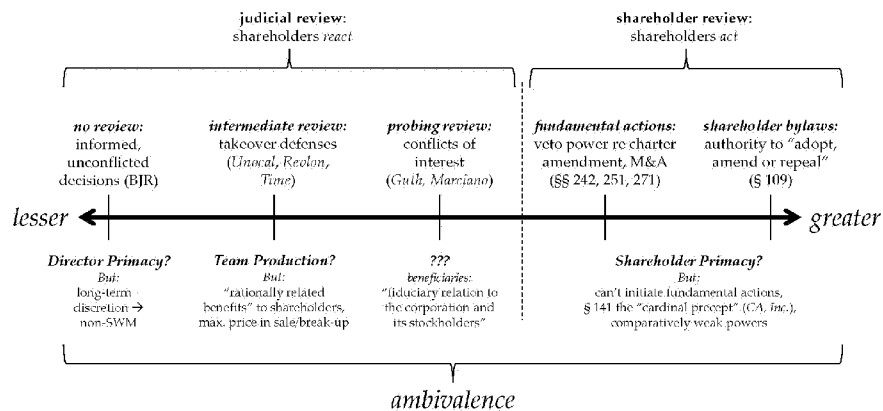 judicial review:
shareholders react
shareholder review:
shareholders act
no review:
informed,
unconflicted
decisions (BJR)
intermediate review:
takeover defenses
(Unocal, Revlon,
Time)
probing review:
conflicts of
interest
(Guth, Marciano)
fundamental actions:
veto power re charter
amendment, M&A
(§§ 242, 251, 271)
shareholder bylaws:
authority to "adopt,
amend or repeal"
(§ 109)
lesser
greater
Director Primacy?
But:
long-term
discretion →
non-SWM
Team Production?
But:
"rationally related
benefits" to shareholders,
max. price in sale/break-up
???
beneficiaries:
"fiduciary relation to
the corporation and
its stockholders"
Shareholder Primacy?
But:
can't initiate fundamental actions,
§ 141 the "cardinal precept" (CA, Inc.),
comparatively weak powers
ambivalence